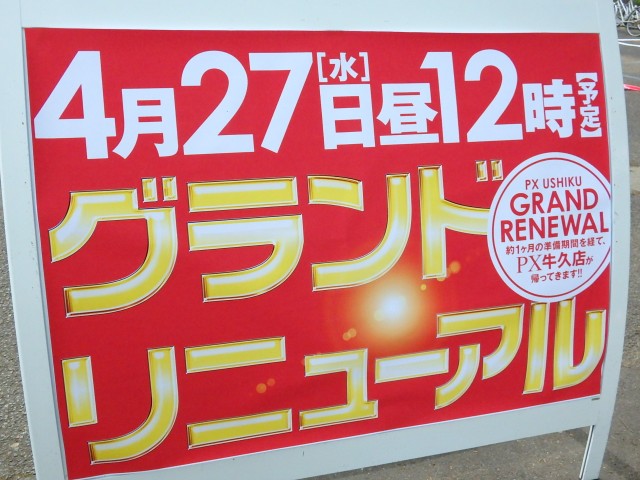 4月27日[水]昼12時【予定】
グランド
リニューアル
PX USHIKU
GRAND
RENEWAL
約1ヶ月の準備期間を経て、
PX牛久店が
帰ってきます!!